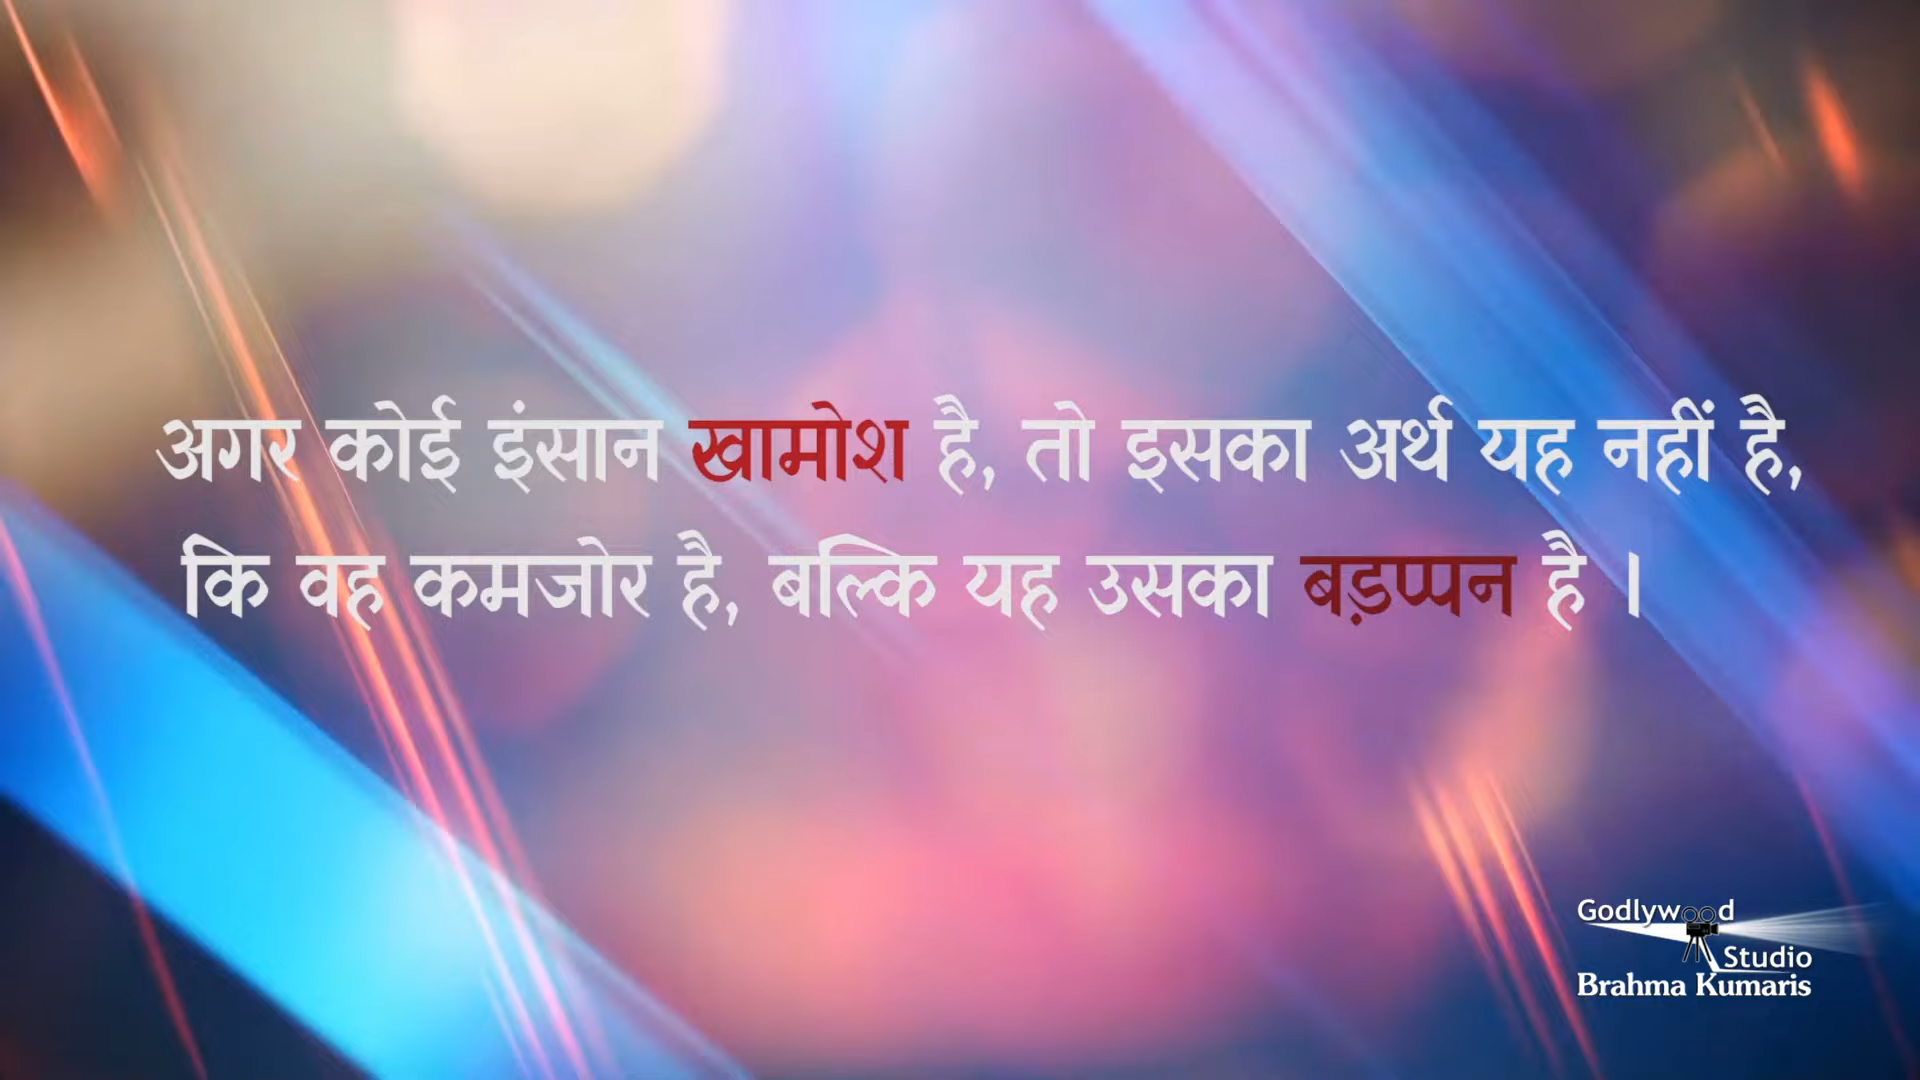 अगर कोई इंसान खामोश है, तो इसका अर्थ यह नहीं है,
कि वह कमजोर है, बल्कि यह उसका बड़प्पन है ।
Godlywood
Studio
Brahma Kumaris